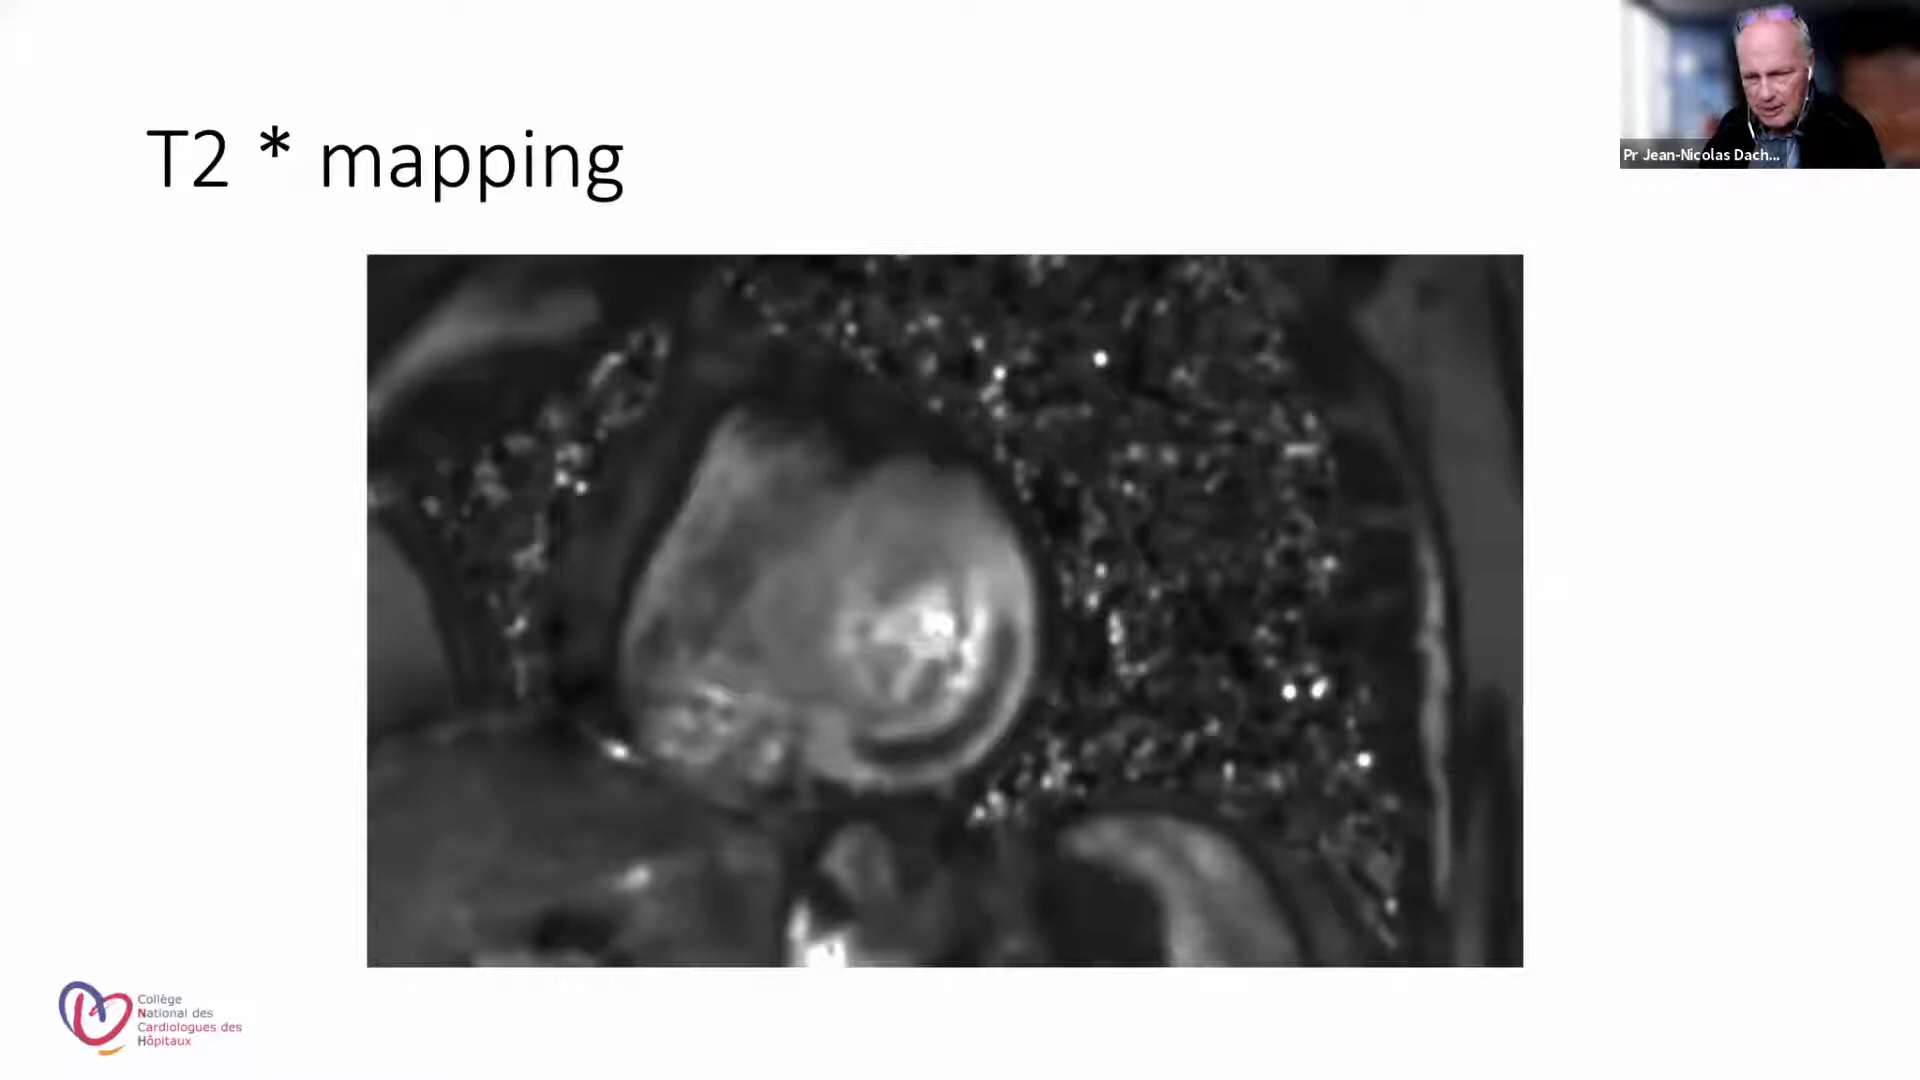 T2 * mapping
Pr Jean-Nicolas Dach...
Collège
National des
Cardiologues des
Hôpitaux